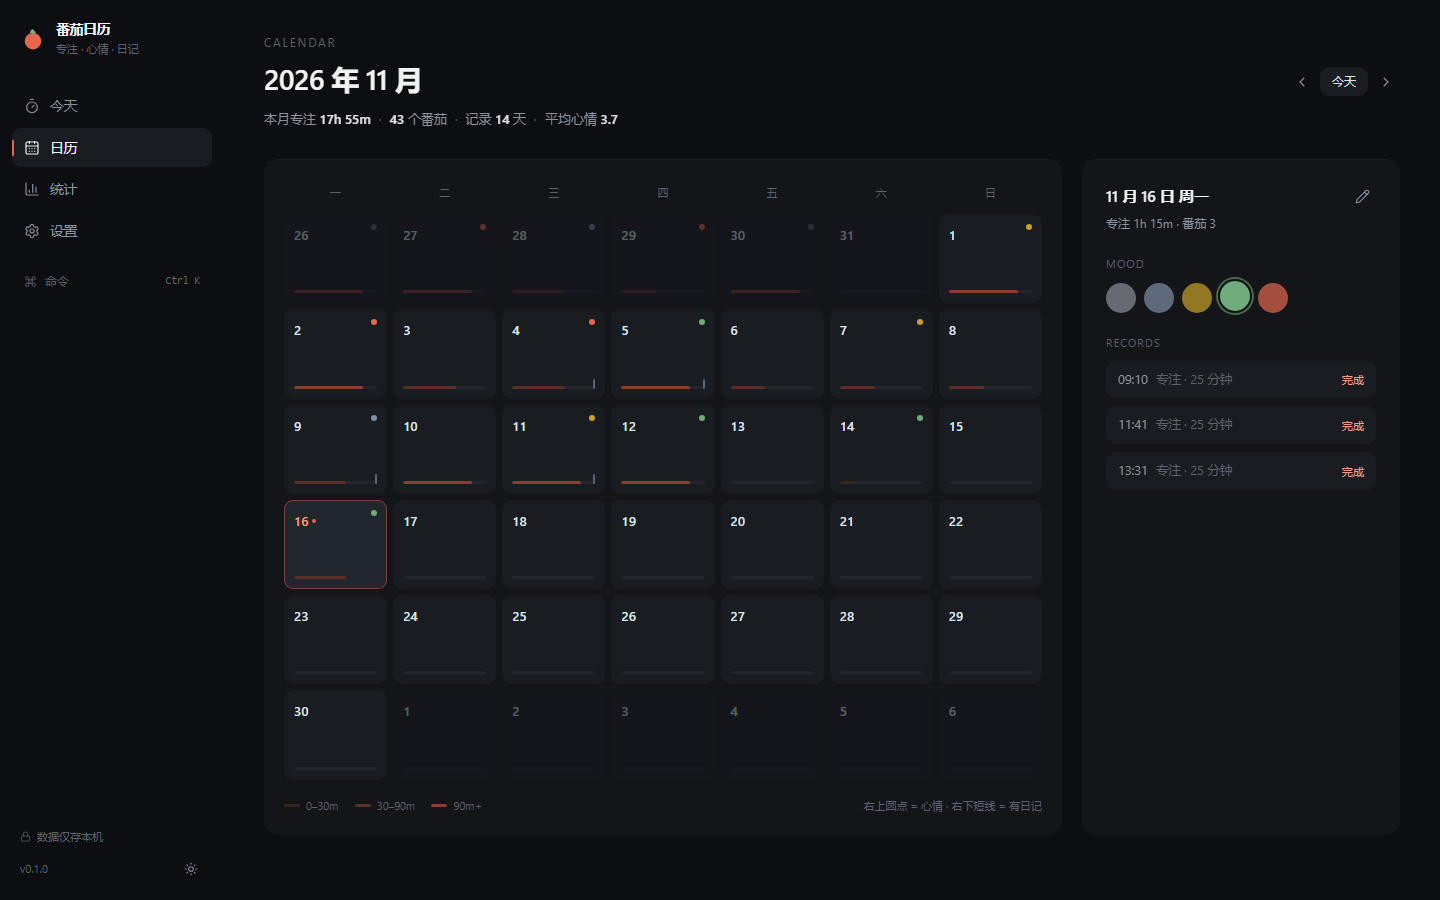 番茄日历
专注 · 心情 · 日记
今天
日历
统计
设置
命令 Ctrl K
数据仅存本机
v0.1.0
CALENDAR
2026 年 11 月
本月专注 17h 55m · 43 个番茄 · 记录 14 天 · 平均心情 3.7
今天
一 二 三 四 五 六 日
26 27 28 29 30 31 1
2 3 4 5 6 7 8
9 10 11 12 13 14 15
16 17 18 19 20 21 22
23 24 25 26 27 28 29
30 1 2 3 4 5 6
0–30m 30–90m 90m+
右上圆点 = 心情 · 右下短线 = 有日记
11 月 16 日 周一
专注 1h 15m · 番茄 3
MOOD
RECORDS
09:10 专注 · 25 分钟 完成
11:41 专注 · 25 分钟 完成
13:31 专注 · 25 分钟 完成